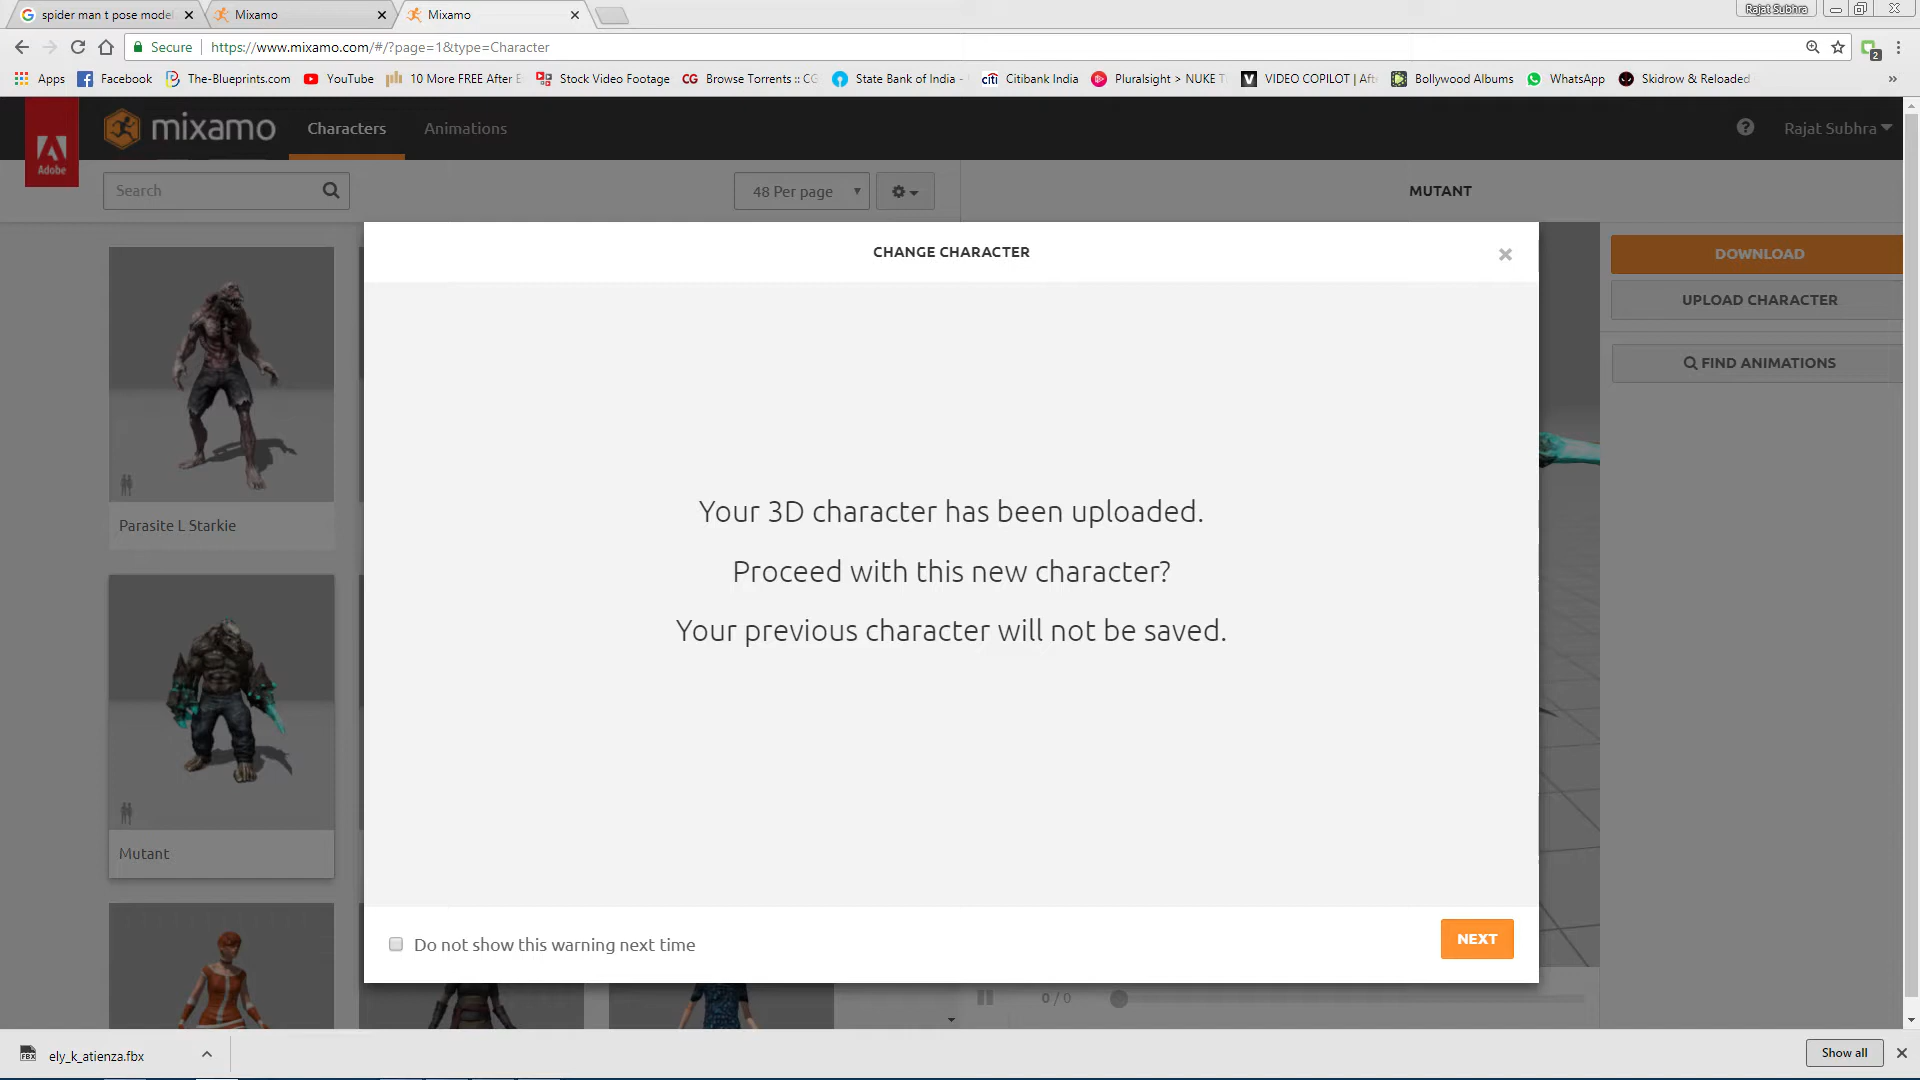 spider man t pose model
Mixamo
Mixamo
Rajat Subhra
Secure
https://www.mixamo.com/#/?page=1&type=Character
2
Apps
Facebook
The-Blueprints.com
YouTube
10 More FREE After E
Stock Video Footage
CG
Browse Torrents :: CG
State Bank of India -
citi
Citibank India
Pluralsight > NUKE T
V
VIDEO COPILOT | Aft
Bollywood Albums
WhatsApp
Skidrow & Reloaded
»
Adobe
mixamo
Characters
Animations
?
Rajat Subhra
Search
48 Per page
MUTANT
CHANGE CHARACTER
DOWNLOAD
UPLOAD CHARACTER
FIND ANIMATIONS
Your 3D character has been uploaded.
Proceed with this new character?
Your previous character will not be saved.
Parasite L Starkie
Mutant
Do not show this warning next time
NEXT
0 / 0
FBX
ely_k_atienza.fbx
Show all